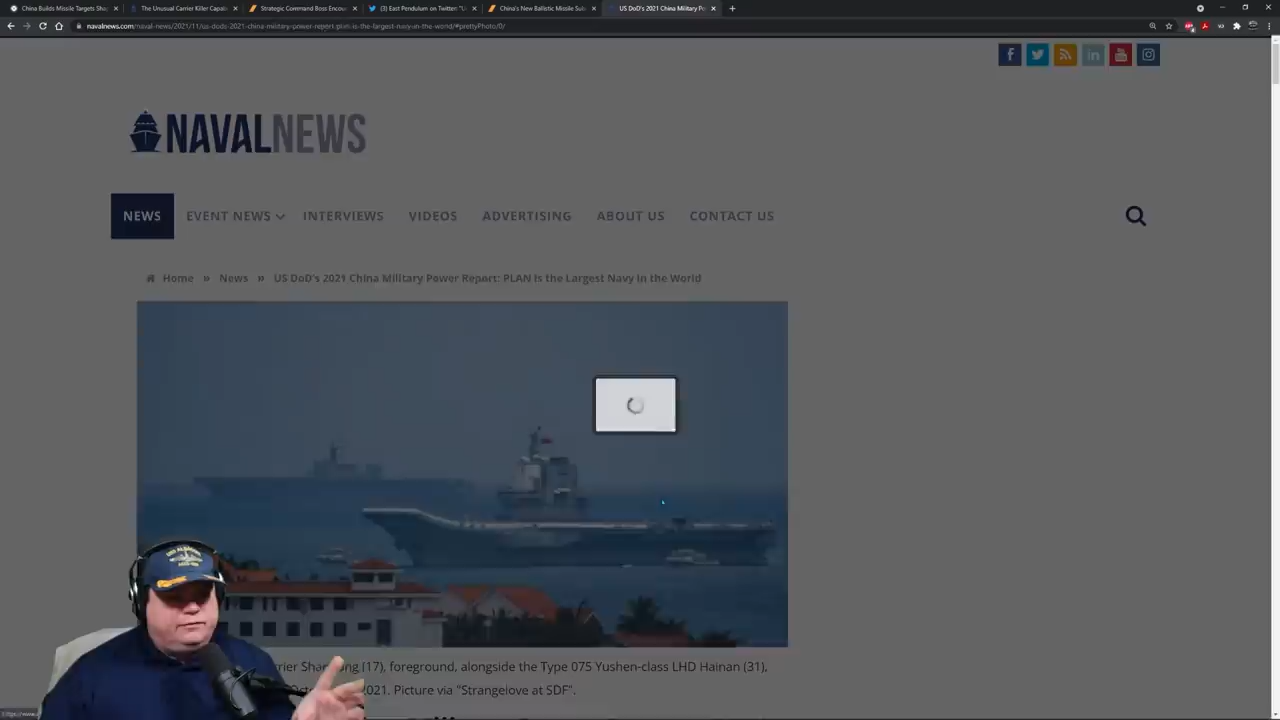 China Builds Missile Targets Sha
The Unusual Carrier Killer Capabi
Strategic Command Boss Encou
(3) East Pendulum on Twitter: "Li
China's New Ballistic Missile Sub
US DoD's 2021 China Military Po
navalnews.com/naval-news/2021/11/us-dods-2021-china-military-power-report-plan-is-the-largest-navy-in-the-world/#prettyPhoto/0/
NAVALNEWS
NEWS
EVENT NEWS
INTERVIEWS
VIDEOS
ADVERTISING
ABOUT US
CONTACT US
Home » News » US DoD's 2021 China Military Power Report: PLAN is the Largest Navy in the World
rrier Shandong (17), foreground, alongside the Type 075 Yushen-class LHD Hainan (31),
2021. Picture via "Strangelove at SDF".